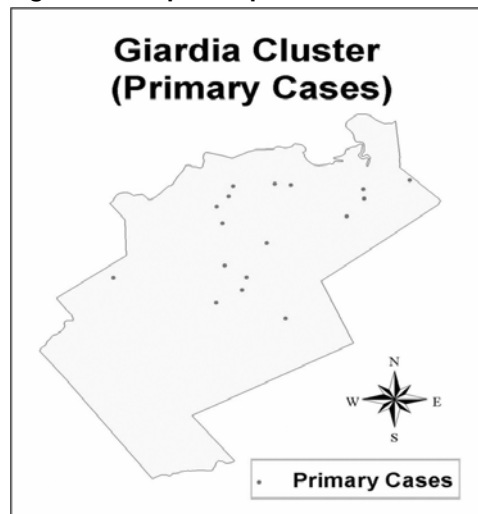 Giardia Cluster
(Primary Cases)
N
W E
S
Primary Cases